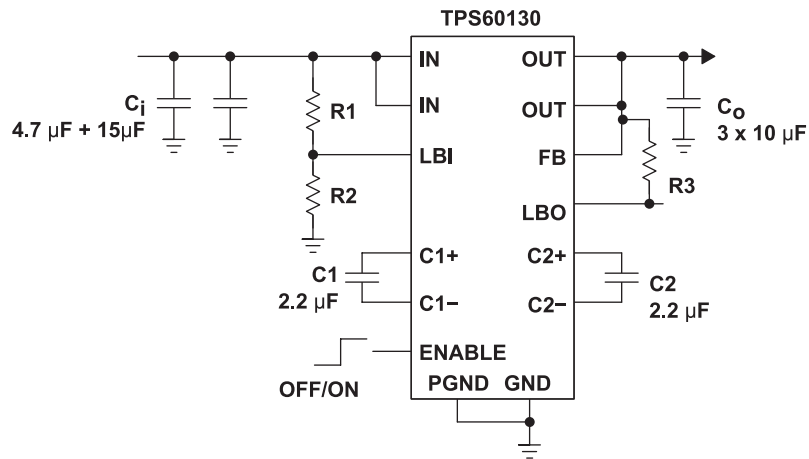 TPS60130
IN
OUT
IN
OUT
Ci
4.7 µF + 15µF
R1
Co
3 x 10 µF
LBI
FB
R2
R3
LBO
C1+
C2+
C1
2.2 µF
C2
2.2 µF
C1−
C2−
ENABLE
OFF/ON
PGND
GND